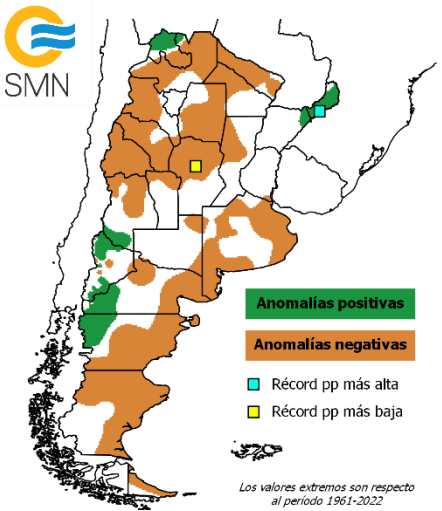 SMN
Anomalías positivas
Anomalías negativas
Récord pp más alta
Récord pp más baja
Los valores extremos son respecto
al período 1961-2022